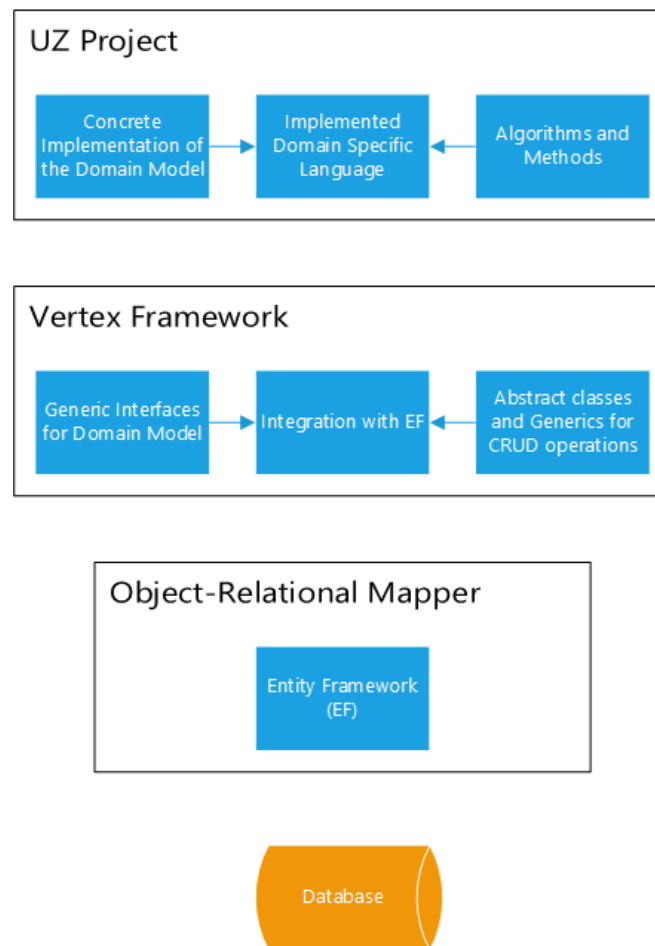 UZ Project
Concrete
Implementation of
the Domain Model
Implemented
Domain Specific
Language
Algorithms and
Methods
Vertex Framework
Generic Interfaces
for Domain Model
Integration with EF
Abstract classes
and Generics for
CRUD operations
Object-Relational Mapper
Entity Framework
(EF)
Database